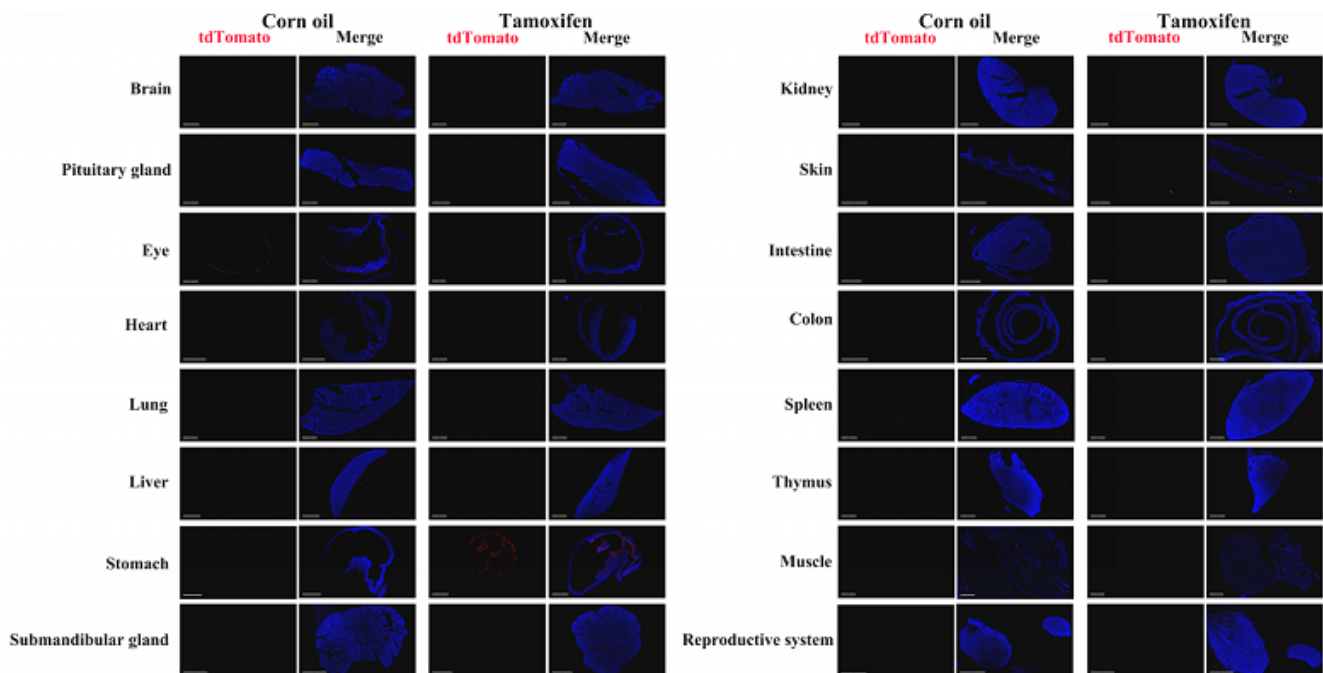 Corn oil Tamoxifen
tdTomato Merge tdTomato Merge
Brain
Pituitary gland
Eye
Heart
Lung
Liver
Stomach
Submandibular gland
Corn oil Tamoxifen
tdTomato Merge tdTomato Merge
Kidney
Skin
Intestine
Colon
Spleen
Thymus
Muscle
Reproductive system